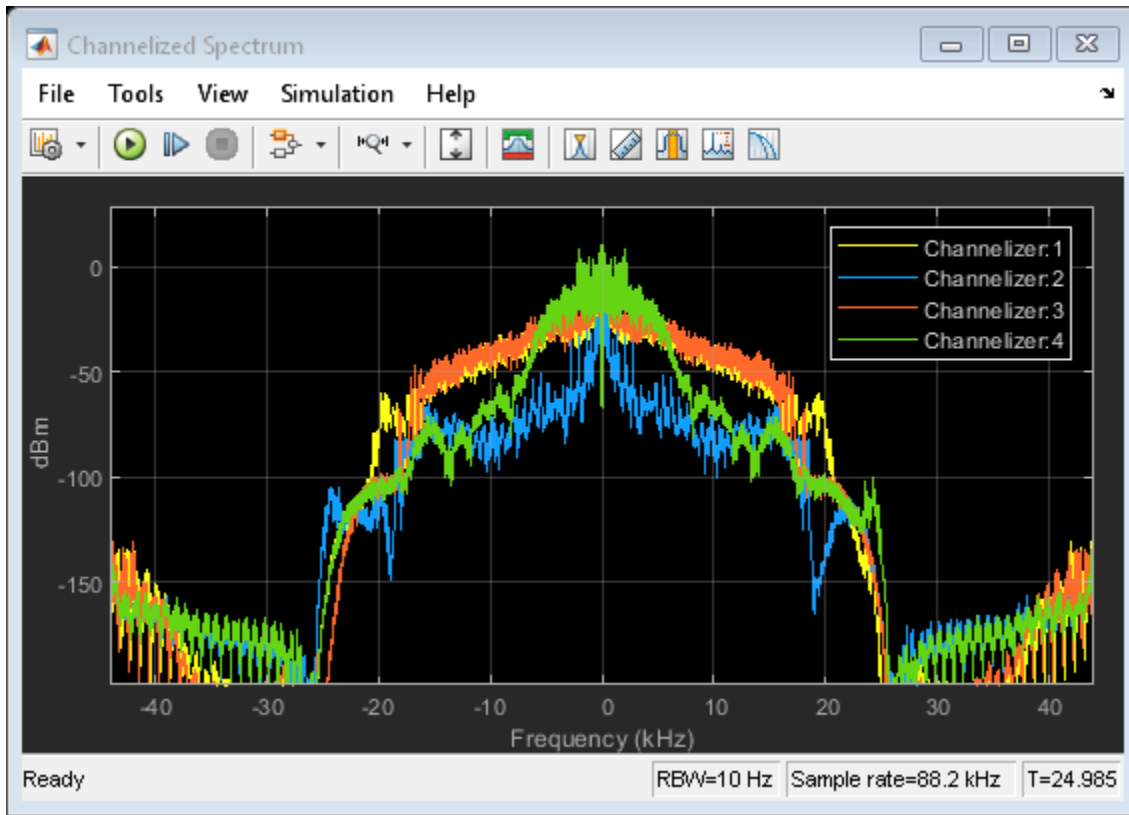 Channelized Spectrum
File Tools View Simulation Help
Channelizer:1
Channelizer:2
Channelizer:3
Channelizer:4
0
-50
-100
-150
dBm
-40 -30 -20 -10 0 10 20 30 40
Frequency (kHz)
Ready RBW=10 Hz Sample rate=88.2 kHz T=24.985